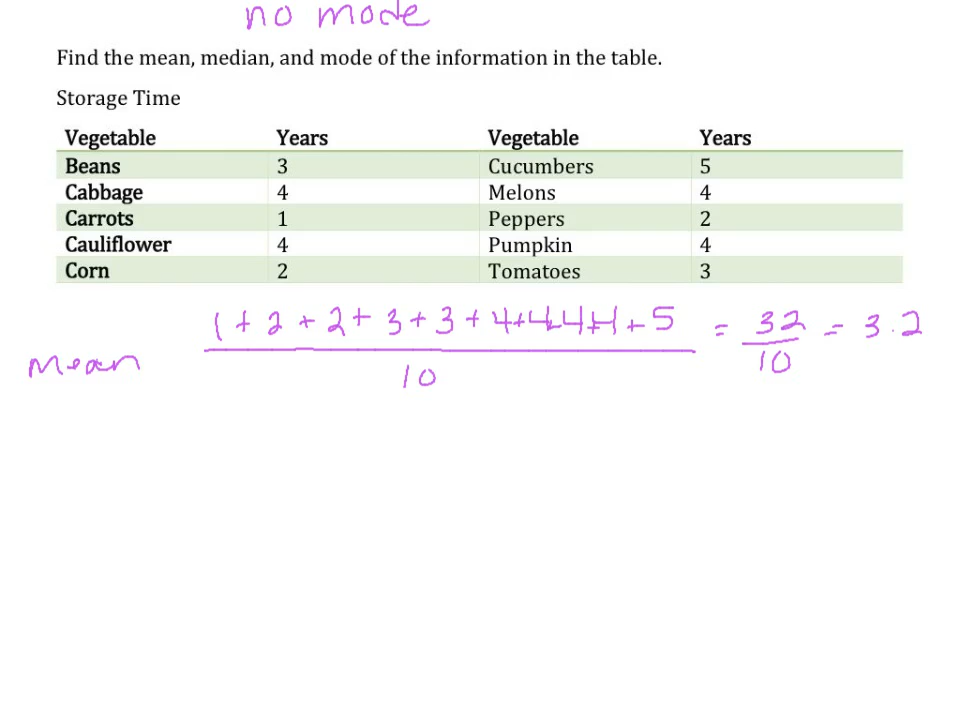 no mode
Find the mean, median, and mode of the information in the table.
Storage Time
Vegetable Years Vegetable Years
Beans 3 Cucumbers 5
Cabbage 4 Melons 4
Carrots 1 Peppers 2
Cauliflower 4 Pumpkin 4
Corn 2 Tomatoes 3
1 + 2 + 2 + 3 + 3 + 4 + 4 + 4 + 4 + 5 = 32 = 3.2
Mean 10 10